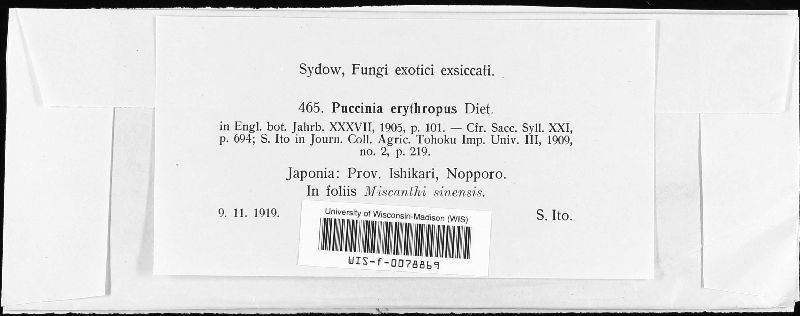 Sydow, Fungi exotici exsiccati.
465. Puccinia erythropus Diet.
in Engl. bot. Jahrb. XXXVII, 1905, p. 101. — Cfr. Sacc. Syll. XXI,
p. 694; S. Ito in Journ. Coll. Agric. Tohoku Imp. Univ. III, 1909,
no. 2, p. 219.
Japonia: Prov. Ishikari, Nopporo.
In foliis Miscanthi sinensis.
9. 11. 1919.
S. Ito.
University of Wisconsin-Madison (WIS)
WIS-f-0078869